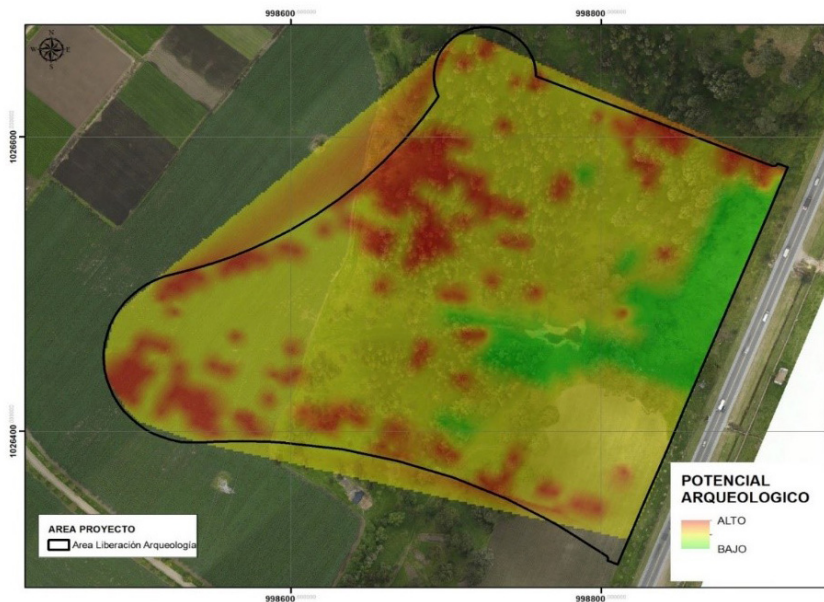 998600
998800
N
W
E
S
1026600
1026400
POTENCIAL
ARQUEOLOGICO
ALTO
BAJO
AREA PROYECTO
Area Liberación Arqueología
998600
998800